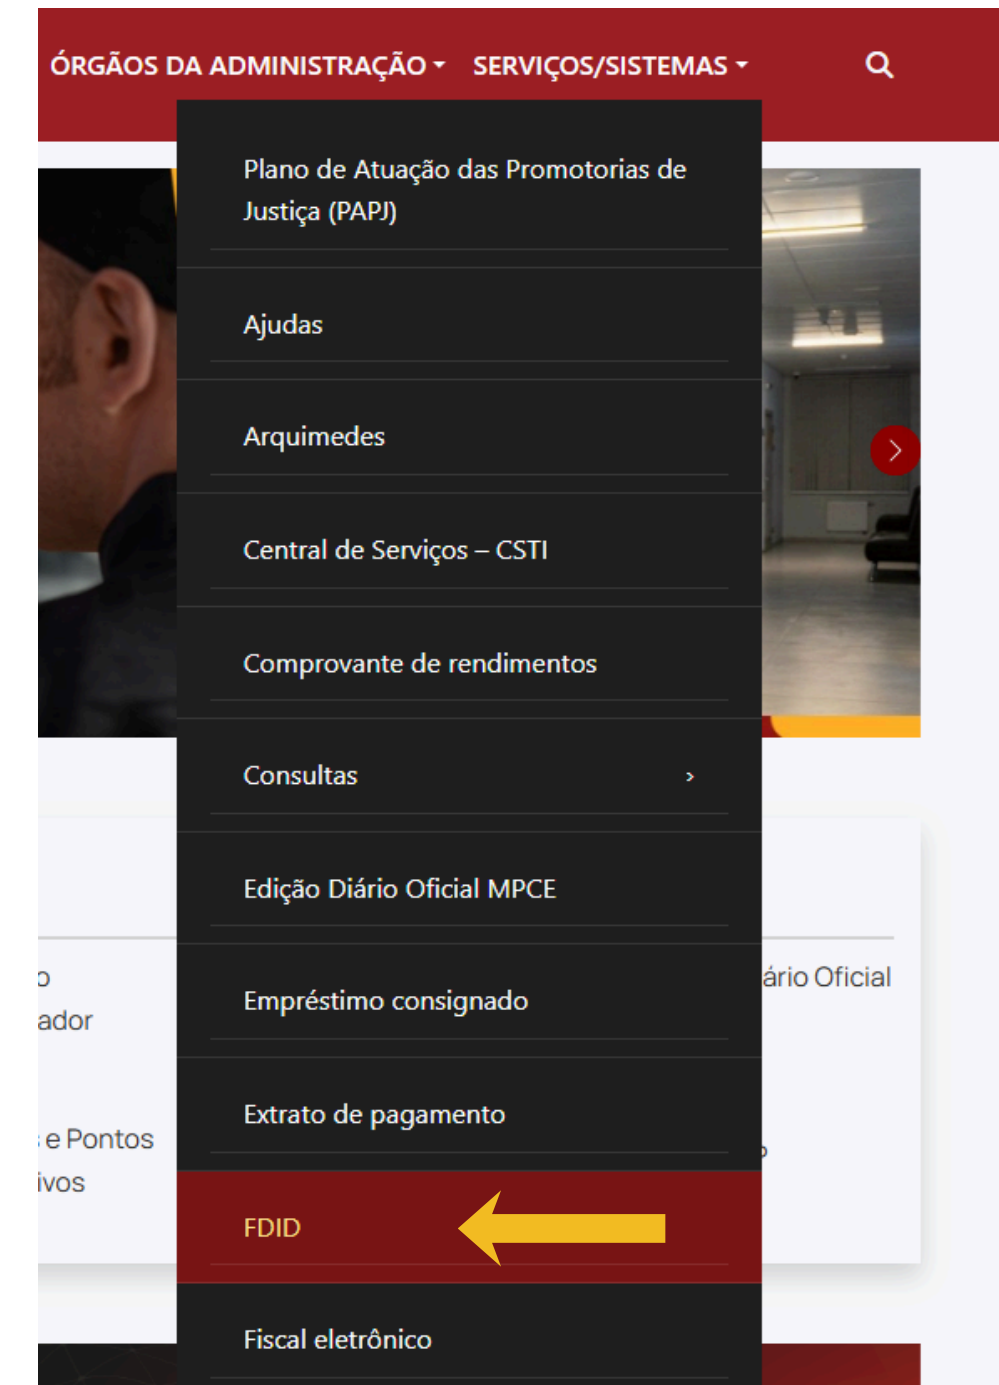 ÓRGÃOS DA ADMINISTRAÇÃO SERVIÇOS/SISTEMAS
Plano de Atuação das Promotorias de
Justiça (PAPJ)
Ajudas
Arquimedes
Central de Serviços – CSTI
Comprovante de rendimentos
Consultas
Edição Diário Oficial MPCE
Empréstimo consignado
Extrato de pagamento
FDID
Fiscal eletrônico
o
ador
e Pontos
ivos
ário Oficial